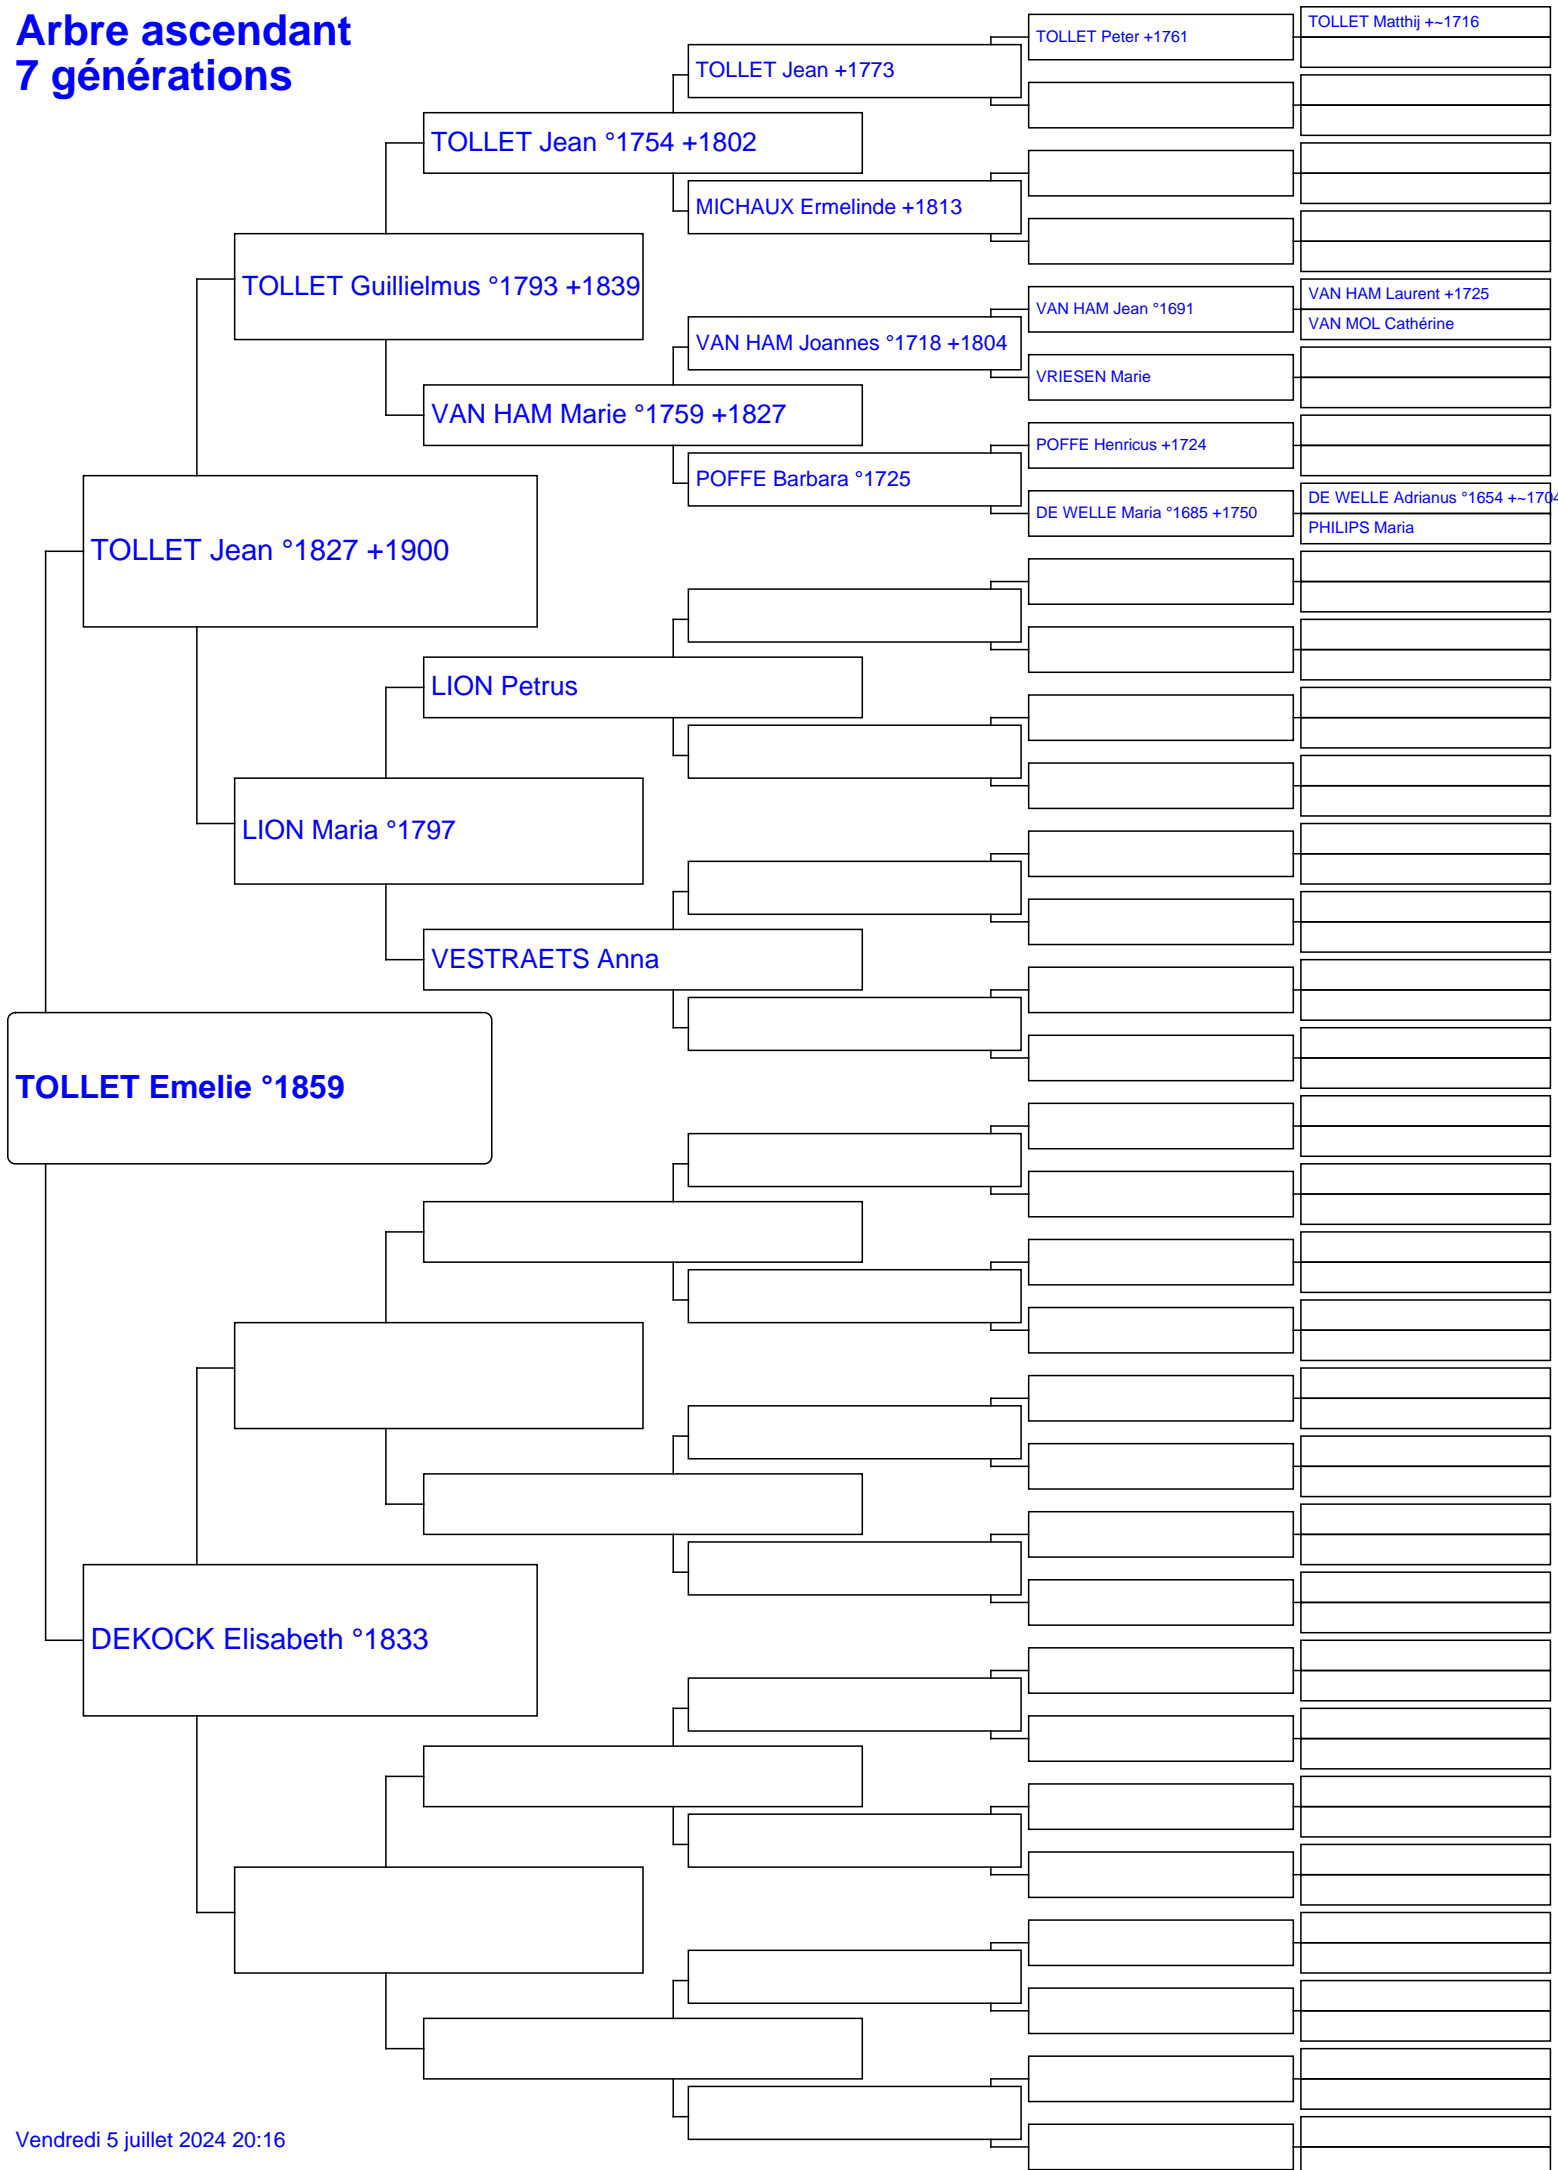 Arbre ascendant
7 générations
TOLLET Emelie °1859
TOLLET Jean °1827 +1900
DEKOCK Elisabeth °1833
TOLLET Guillielmus °1793 +1839
LION Maria °1797
TOLLET Jean °1754 +1802
VAN HAM Marie °1759 +1827
LION Petrus
VESTRAETS Anna
TOLLET Jean +1773
MICHAUX Ermelinde +1813
VAN HAM Joannes °1718 +1804
POFFE Barbara °1725
TOLLET Peter +1761
VAN HAM Jean °1691
VRIESEN Marie
POFFE Henricus +1724
DE WELLE Maria °1685 +1750
TOLLET Matthij +~1716
VAN HAM Laurent +1725
VAN MOL Cathérine
DE WELLE Adrianus °1654 +~1704
PHILIPS Maria
Vendredi 5 juillet 2024 20:16